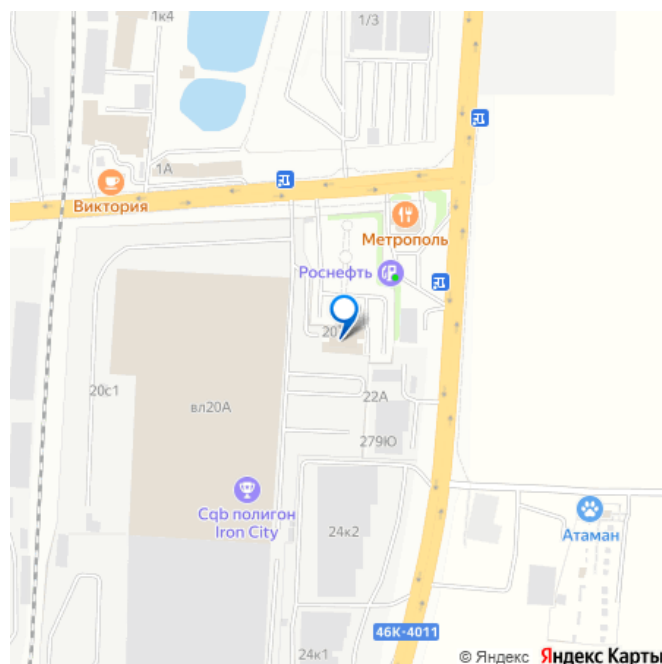 1к4
1/3
1А
Виктория
Метрополь
Роснефть
20
20с1
вл20А
22А
279Ю
Cqb полигон
Iron City
24к2
Атаман
46К-4011
24к1
© Яндекс Яндекс Карты